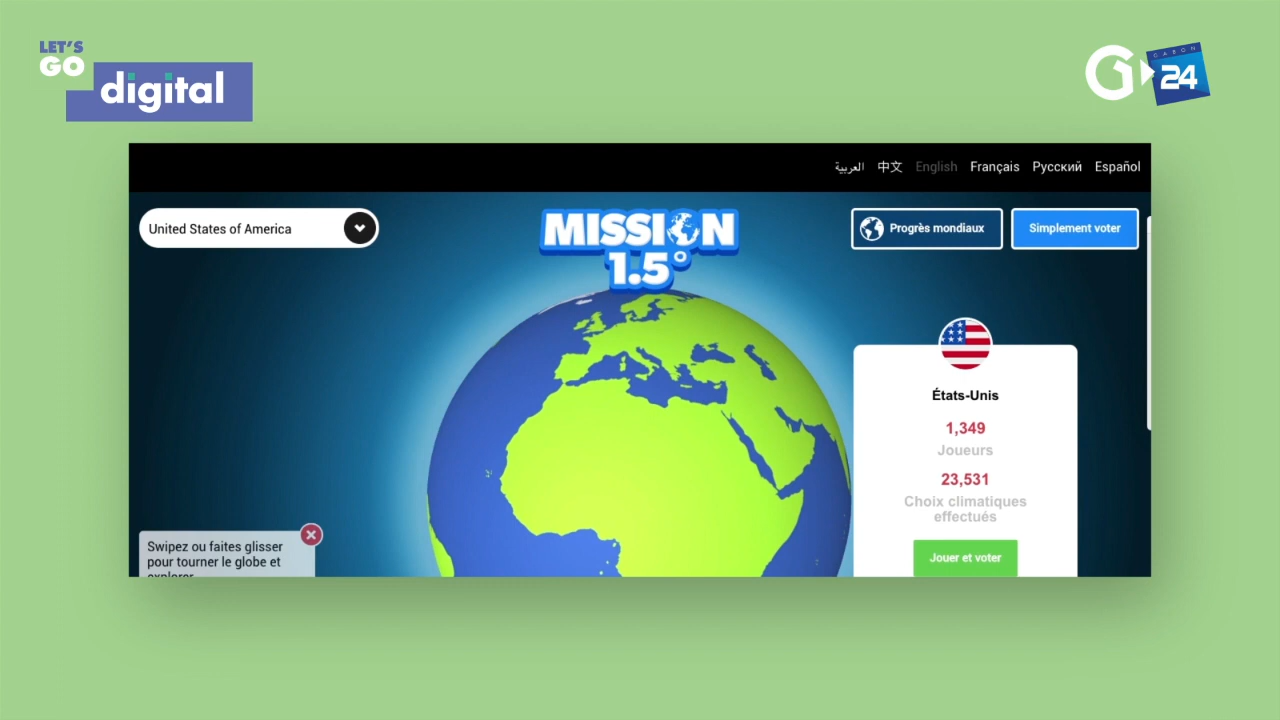 LET'S
GO
digital
GABON
24
العربية 中文 English Français Русский Español
United States of America
MISSION
1.5°
Progrès mondiaux
Simplement voter
États-Unis
1,349
Joueurs
23,531
Choix climatiques
effectués
Jouer et voter
Swipez ou faites glisser
pour tourner le globe et
explorer